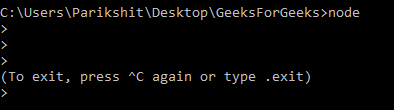 C:\Users\Parikshit\Desktop\GeeksForGeeks>node
>
>
>
(To exit, press ^C again or type .exit)
>